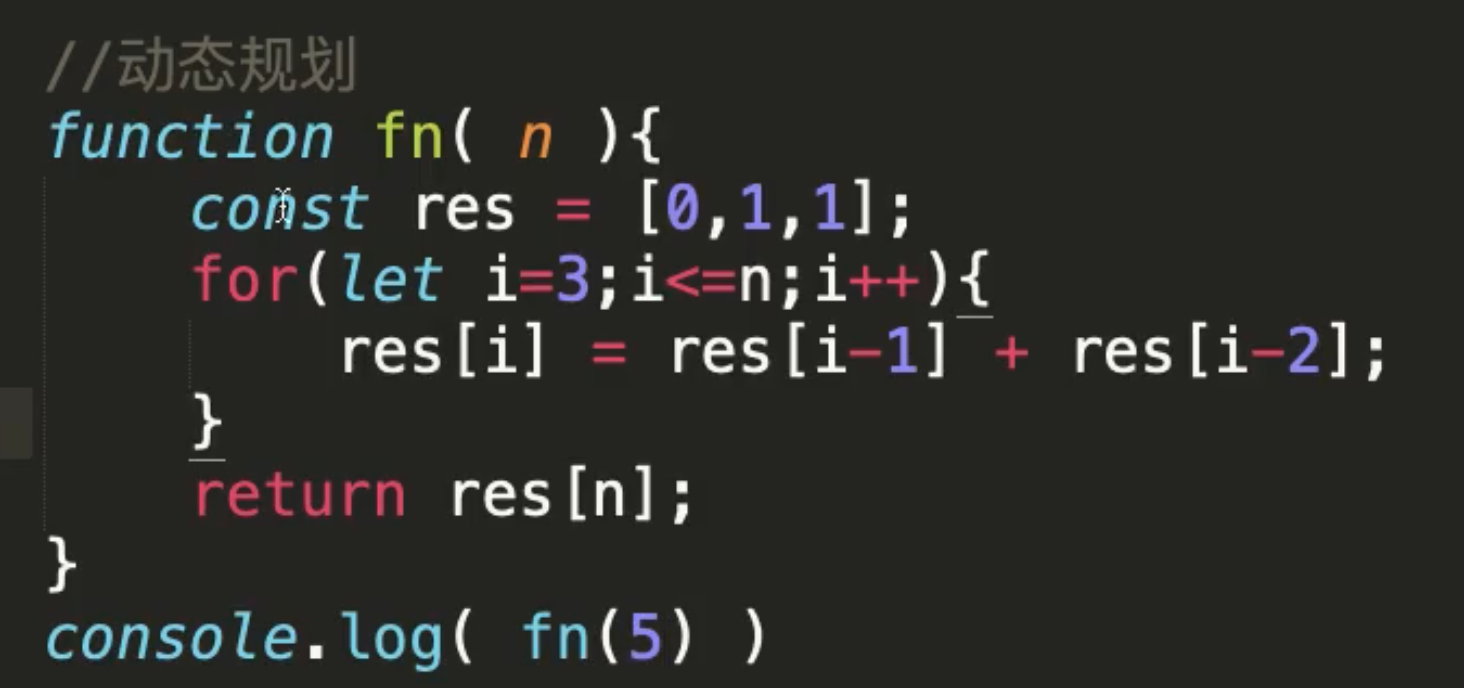 //动态规划
function fn( n ){
    const res = [0,1,1];
    for(let i=3;i<=n;i++){
        res[i] = res[i-1] + res[i-2];
    }
    return res[n];
}
console.log( fn(5) )